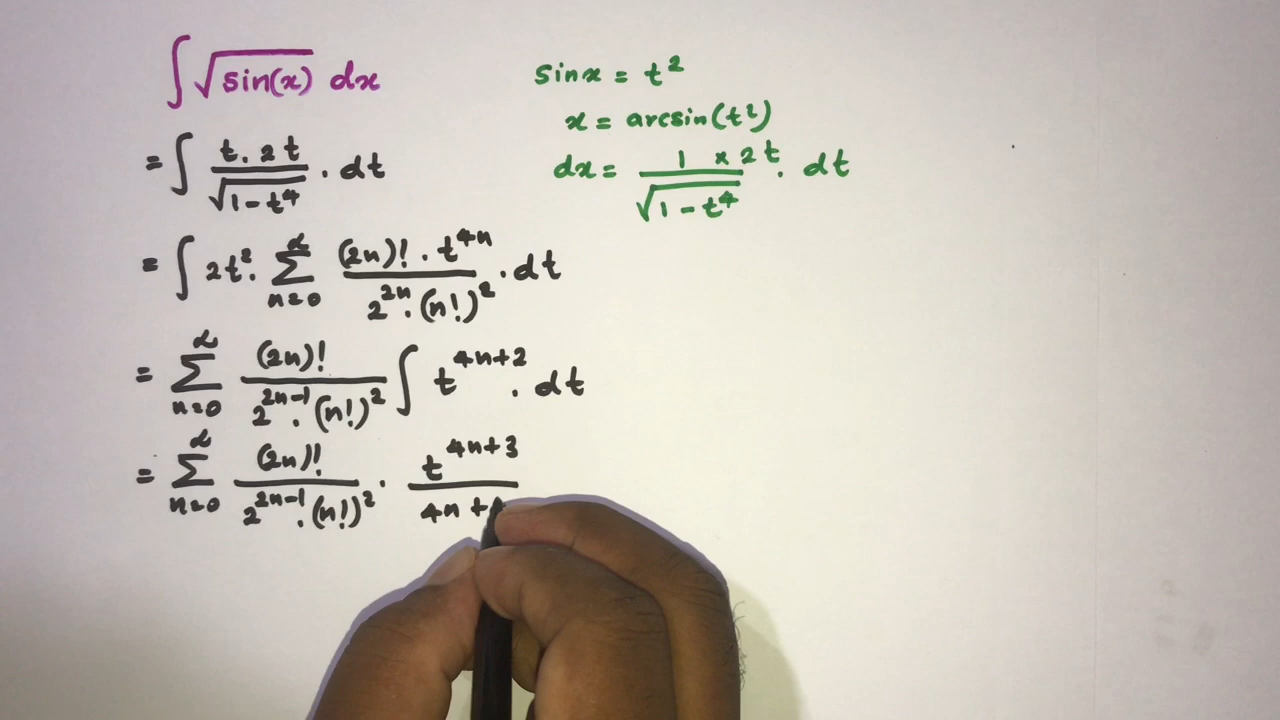 ∫ √sin(x) dx
= ∫ t. 2t / √1-t⁴ . dt
= ∫ 2t². ∑ n=0 ∞ (2n)! . t⁴ⁿ / 2²ⁿ.(n!)² . dt
= ∑ n=0 ∞ (2n)! / 2²ⁿ⁻¹.(n!)² ∫ t⁴ⁿ⁺² . dt
= ∑ n=0 ∞ (2n)! / 2²ⁿ⁻¹.(n!)² . t⁴ⁿ⁺³ / 4n +
sinx = t²
x = arcsin(t²)
dx = 1 × 2t / √1-t⁴ . dt